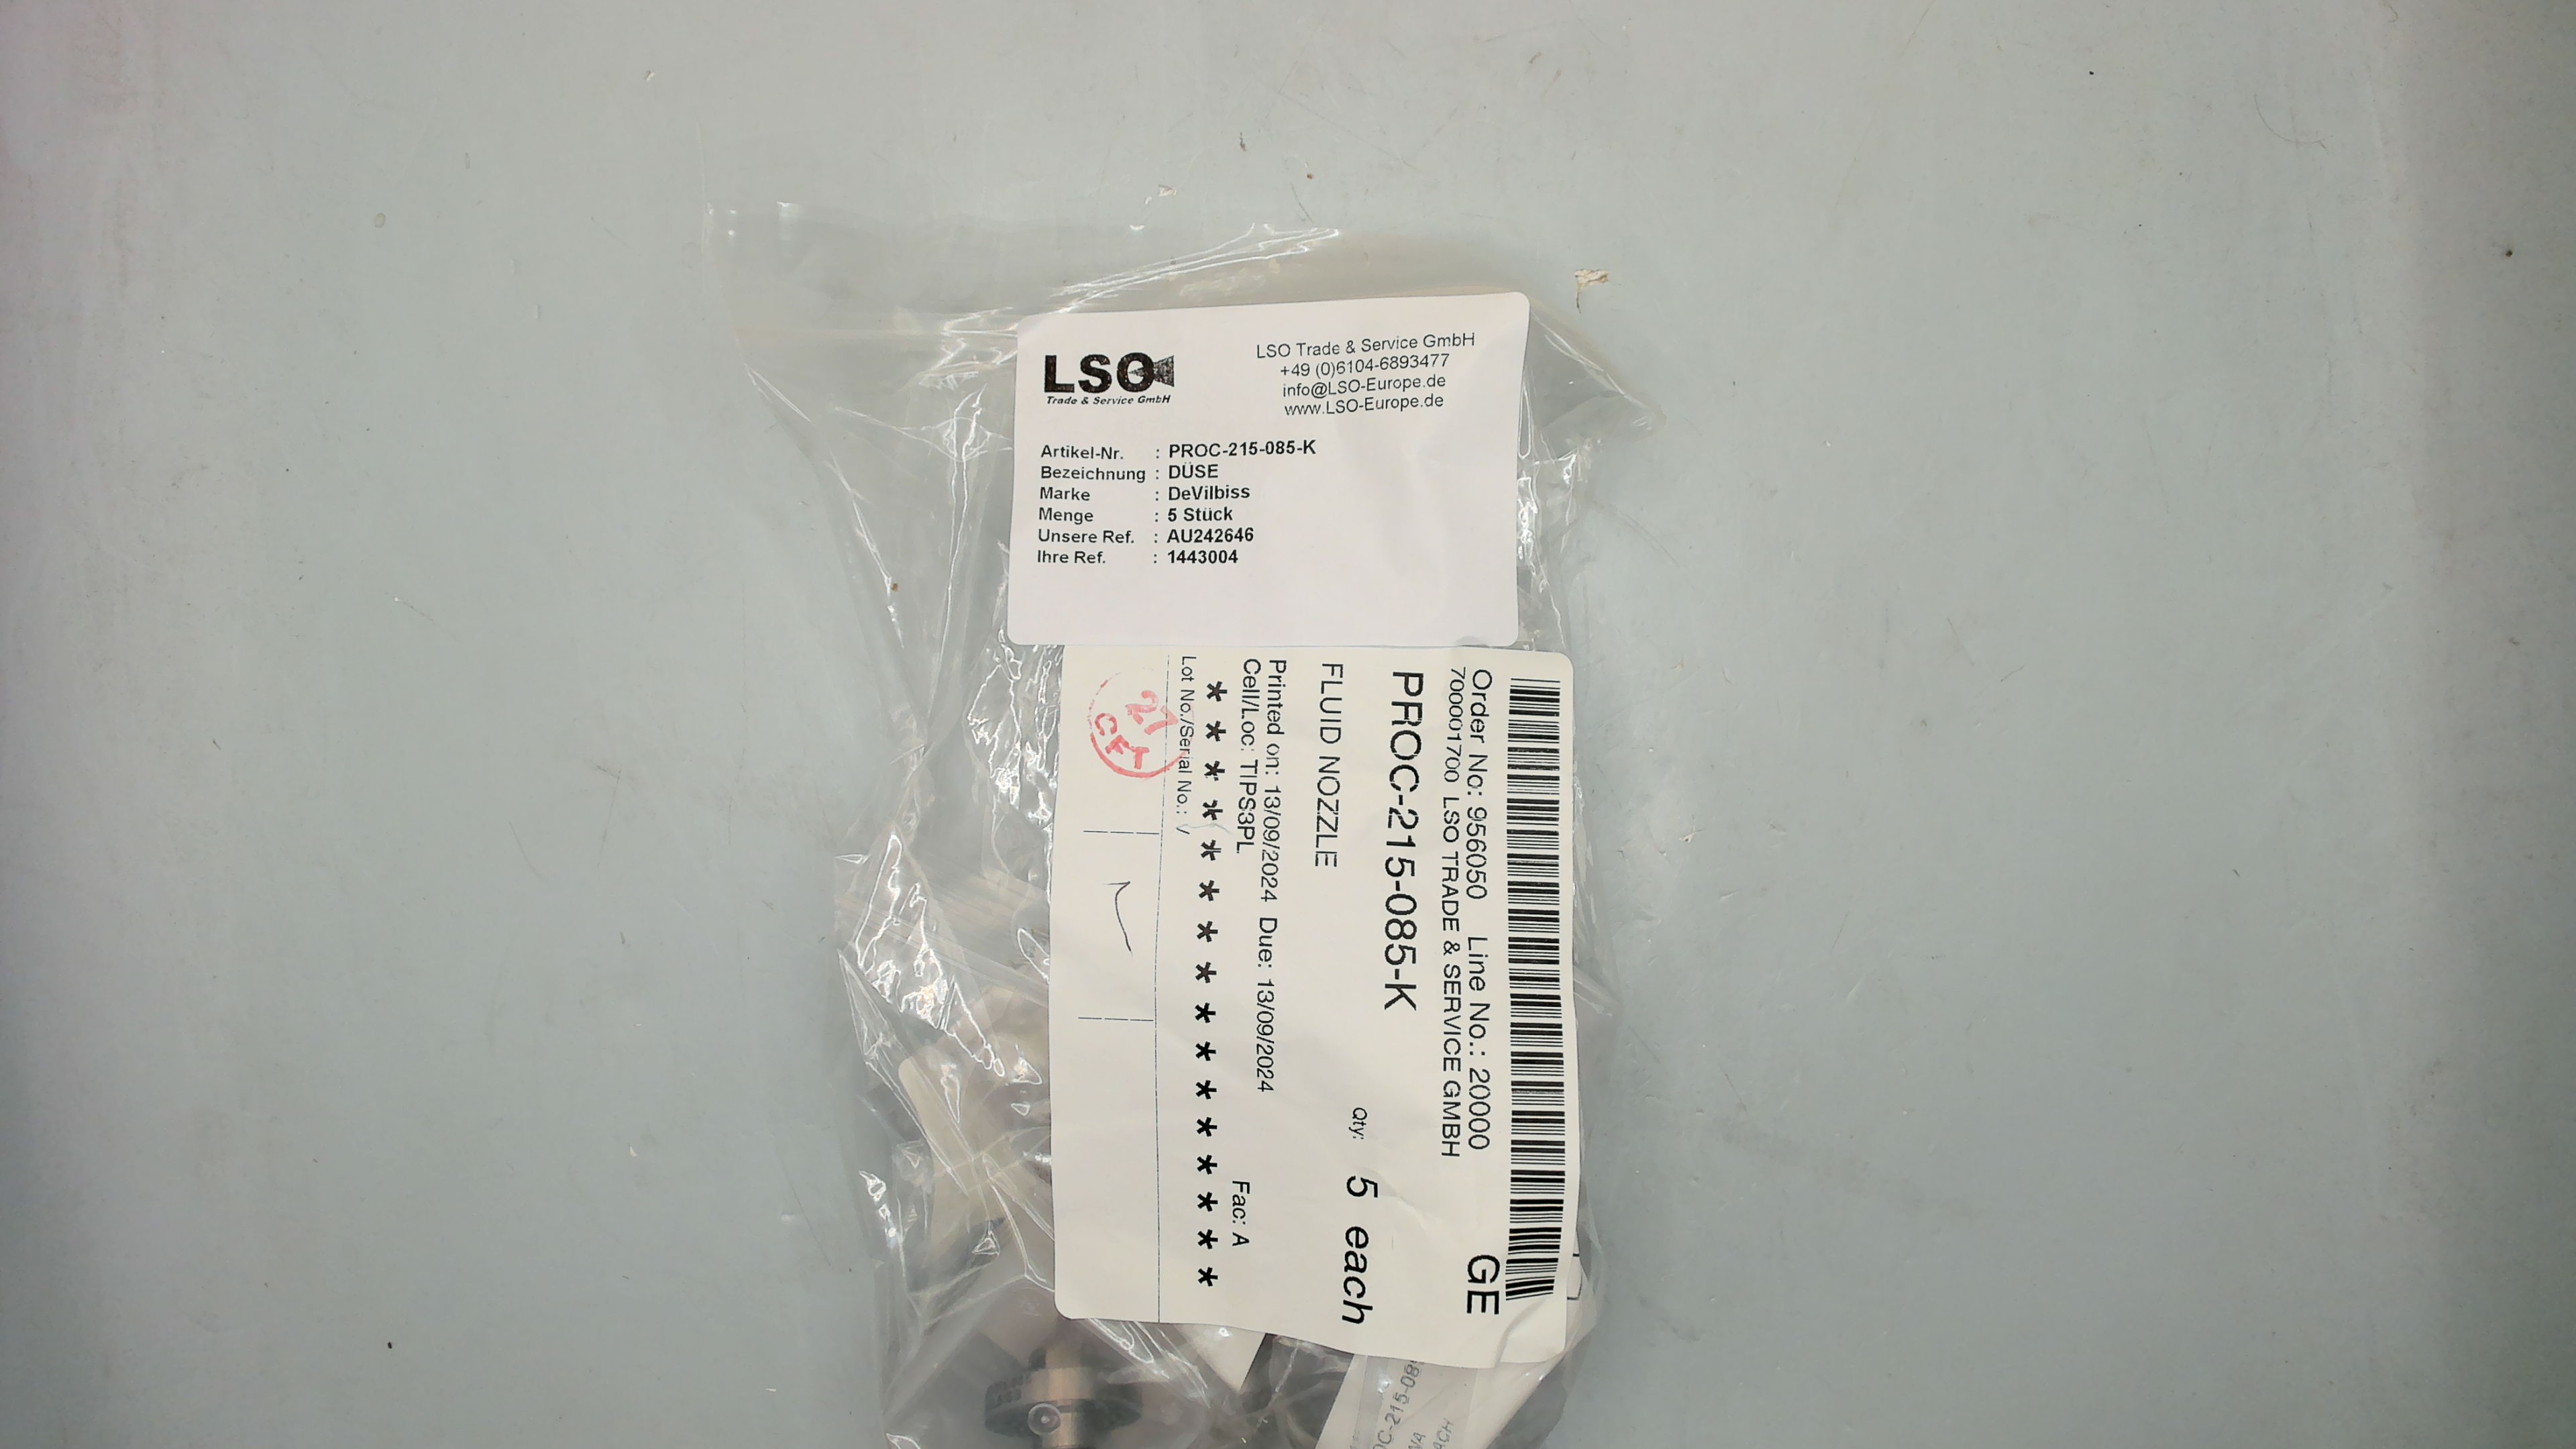 LSO
Trade & Service GmbH
LSO Trade & Service GmbH
+49 (0)6104-6893477
info@LSO-Europe.de
www.LSO-Europe.de
Artikel-Nr. : PROC-215-085-K
Bezeichnung : DÜSE
Marke : DeVilbiss
Menge : 5 Stück
Unsere Ref. : AU242646
Ihre Ref. : 1443004
Order No: 956050 Line No.: 20000 GE
700001700 LSO TRADE & SERVICE GMBH
PROC-215-085-K
Qty: 5 each
FLUID NOZZLE
Printed on: 13/09/2024 Due: 13/09/2024
Cell/Loc: TIPS3PL Fac: A
* * * * * * * * * * * * * * * *
Lot No./Serial No.:
27
CFT